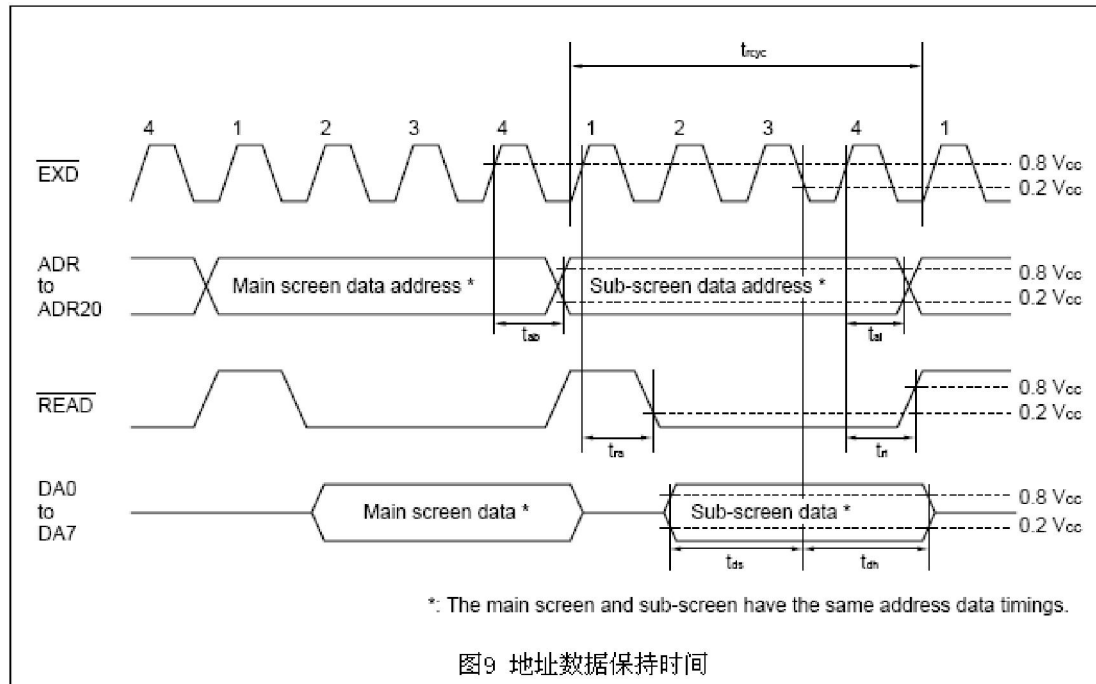 trcyc
4 1 2 3 4 1 2 3 4 1
EXD
0.8 Vcc
0.2 Vcc
ADR
to
ADR20
Main screen data address *
Sub-screen data address *
0.8 Vcc
0.2 Vcc
tab
tal
READ
0.8 Vcc
0.2 Vcc
tra
trl
DA0
to
DA7
Main screen data *
Sub-screen data *
0.8 Vcc
0.2 Vcc
tds
tdh
*: The main screen and sub-screen have the same address data timings.
图9 地址数据保持时间